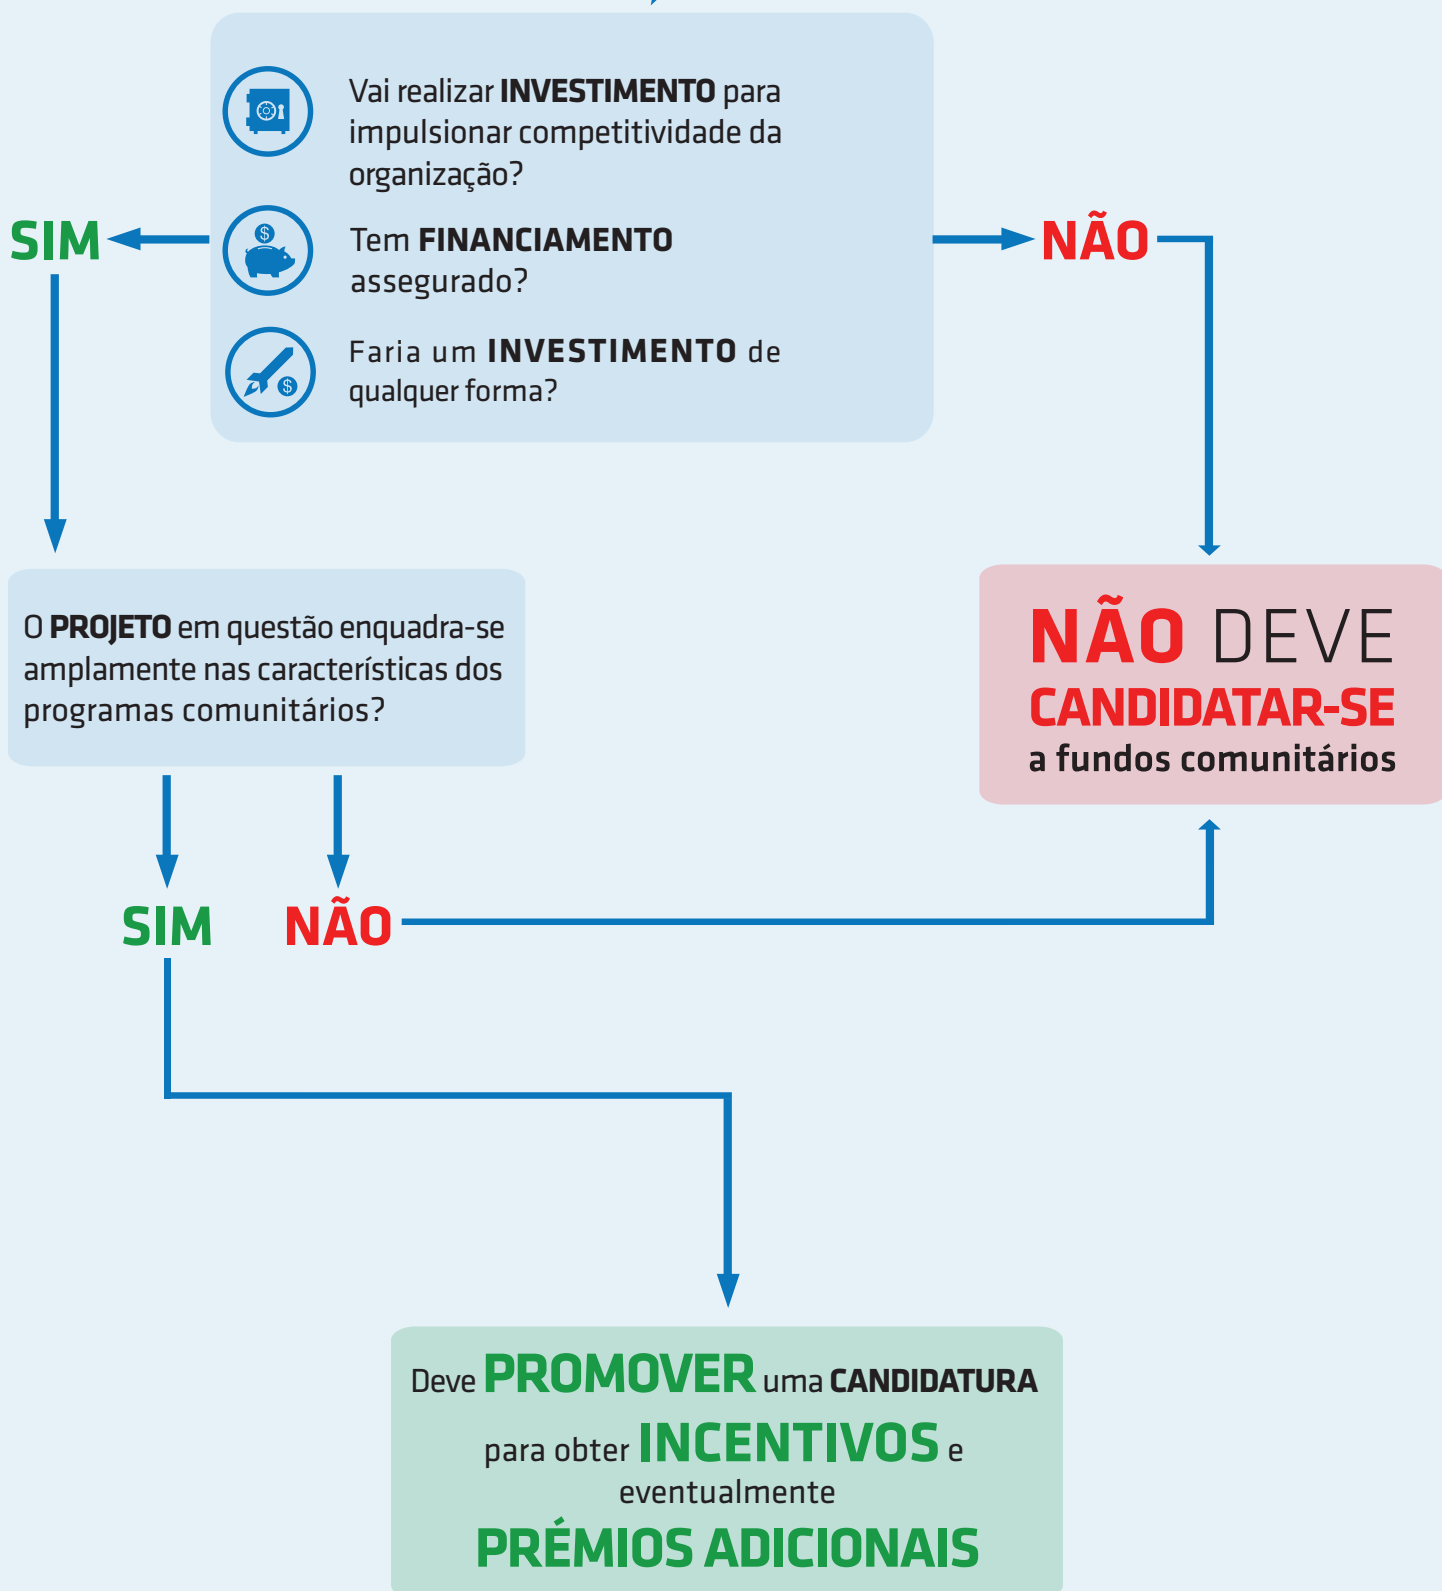 Vai realizar INVESTIMENTO para
impulsionar competitividade da
organização?
SIM
Tem FINANCIAMENTO
assegurado?
NÃO
Faria um INVESTIMENTO de
qualquer forma?
O PROJETO em questão enquadra-se
amplamente nas características dos
programas comunitários?
NÃO DEVE
CANDIDATAR-SE
a fundos comunitários
SIM
NÃO
Deve PROMOVER uma CANDIDATURA
para obter INCENTIVOS e
eventualmente
PRÉMIOS ADICIONAIS